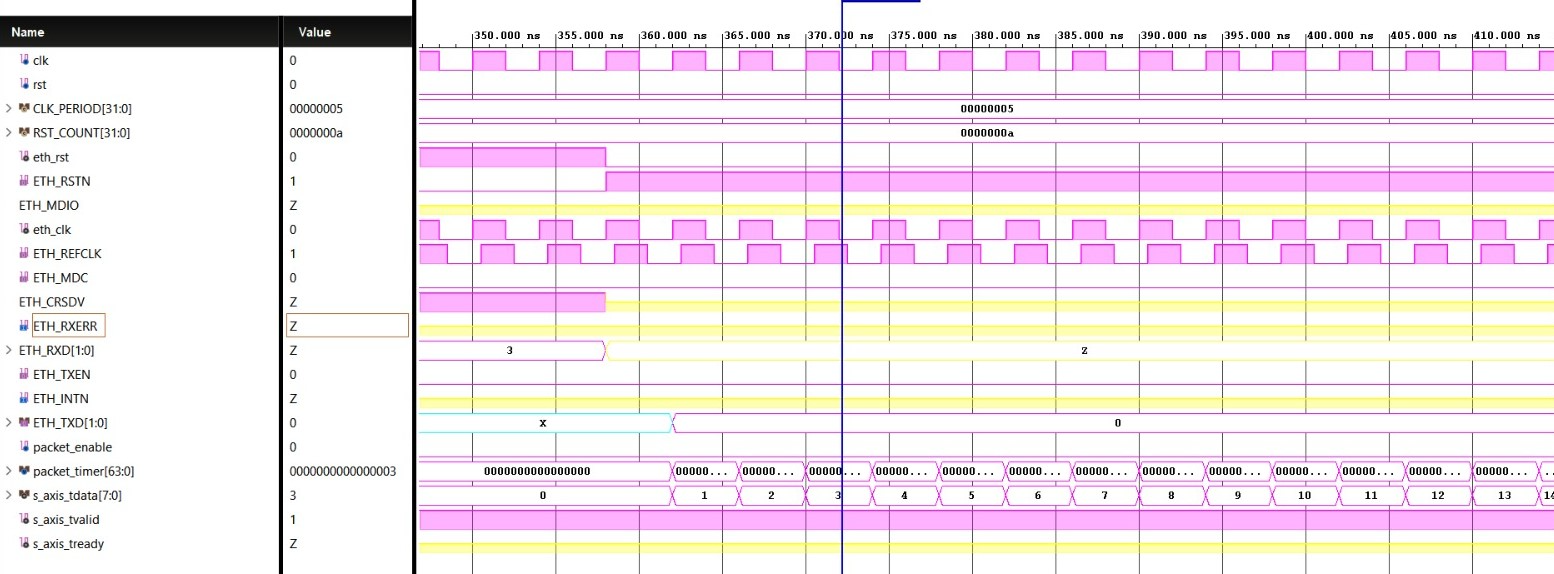 Name Value
350.000 ns 355.000 ns 360.000 ns 365.000 ns 370.000 ns 375.000 ns 380.000 ns 385.000 ns 390.000 ns 395.000 ns 400.000 ns 405.000 ns 410.000 ns
clk 0
rst 0
CLK_PERIOD[31:0] 00000005 00000005
RST_COUNT[31:0] 0000000a 0000000a
eth_rst 0
ETH_RSTN 1
ETH_MDIO Z
eth_clk 0
ETH_REFCLK 1
ETH_MDC 0
ETH_CRSDV Z
ETH_RXERR Z
ETH_RXD[1:0] Z 3 Z
ETH_TXEN 0
ETH_INTN Z
ETH_TXD[1:0] 0 X 0
packet_enable 0
packet_timer[63:0] 0000000000000003 0000000000000000 00000... 00000... 00000... 00000... 00000... 00000... 00000... 00000... 00000... 00000... 00000... 00000... 00000... ..
s_axis_tdata[7:0] 3 0 1 2 3 4 5 6 7 8 9 10 11 12 13 14
s_axis_tvalid 1
s_axis_tready Z